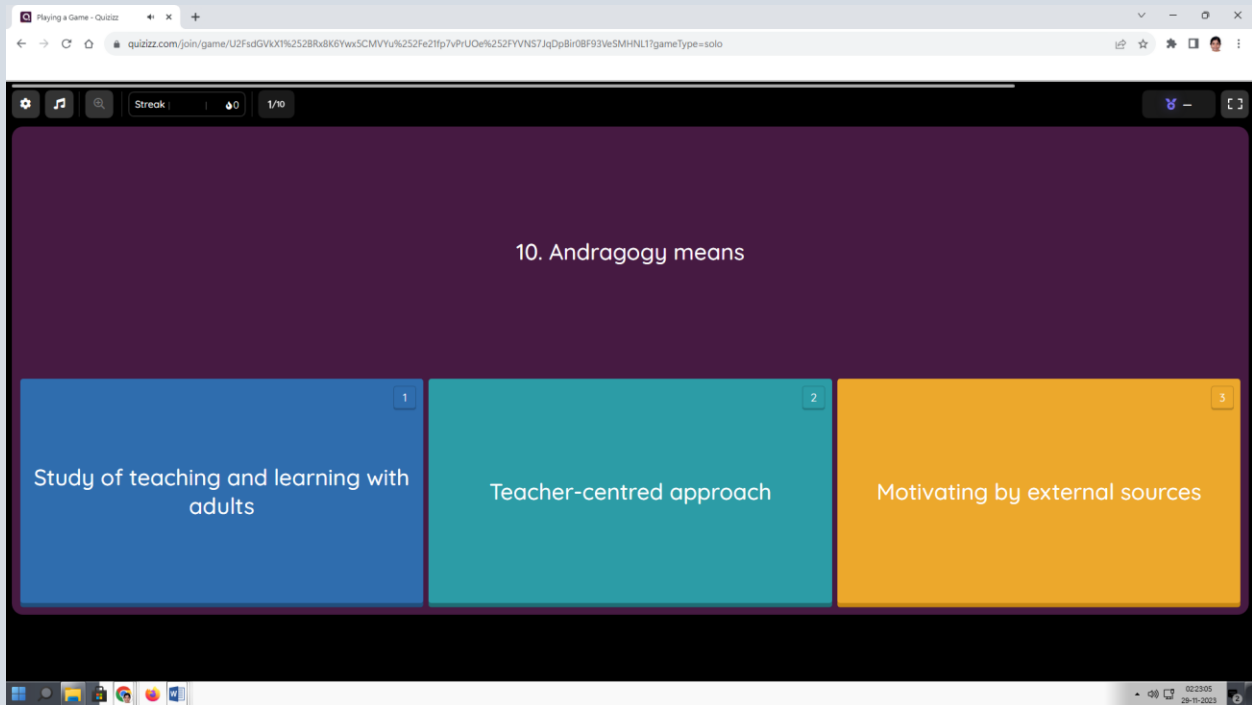 Playing a Game - Quizizz
quizizz.com/join/game/U2FsdGVkX1%252BRx8K6Ywx5CMVYu%252Fe21fp7vPrUOe%252FYVNS7JqDpBir0BF93VeSMHNL1?gameType=solo
Streak 0 1/10 –
10. Andragogy means
1
Study of teaching and learning with
adults
2
Teacher-centred approach
3
Motivating by external sources
02:23:05
29-11-2023
2